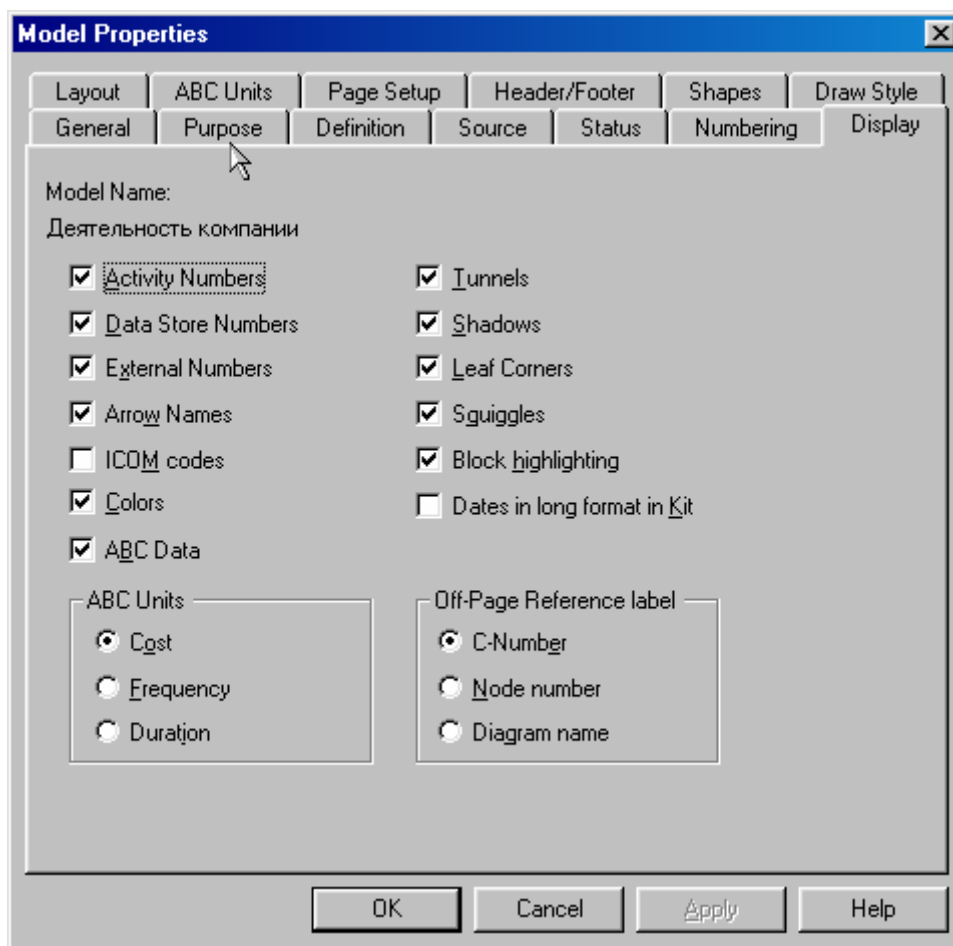 Model Properties
Layout ABC Units Page Setup Header/Footer Shapes Draw Style
General Purpose Definition Source Status Numbering Display
Model Name:
Деятельность компании
Activity Numbers Tunnels
Data Store Numbers Shadows
External Numbers Leaf Corners
Arrow Names Squiggles
ICOM codes Block highlighting
Colors Dates in long format in Kit
ABC Data
ABC Units Off-Page Reference label
Cost C-Number
Frequency Node number
Duration Diagram name
OK Cancel Apply Help